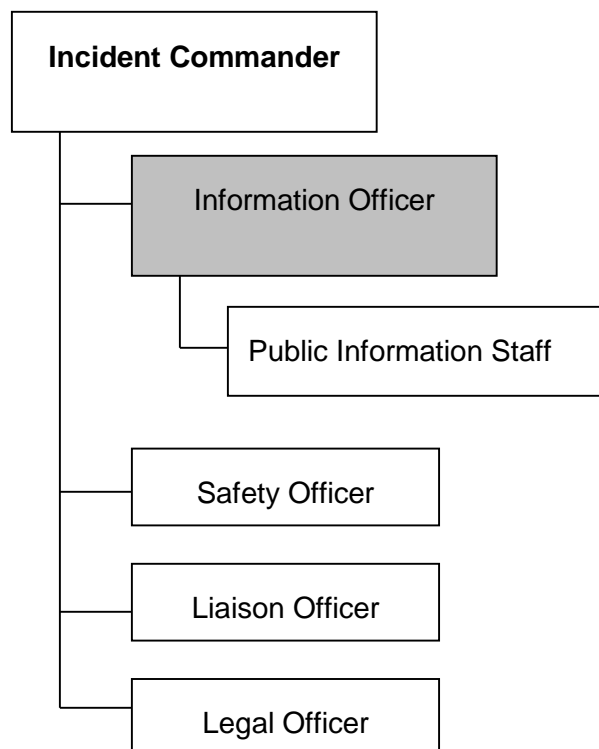 Incident Commander
Information Officer
Public Information Staff
Safety Officer
Liaison Officer
Legal Officer